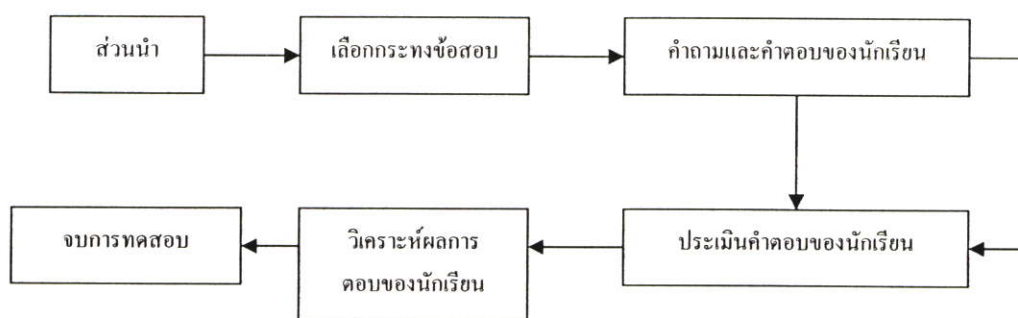 ส่วนนำ
เลือกกระทงข้อสอบ
คำถามและคำตอบของนักเรียน
จบการทดสอบ
วิเคราะห์ผลการ
ตอบของนักเรียน
ประเมินคำตอบของนักเรียน